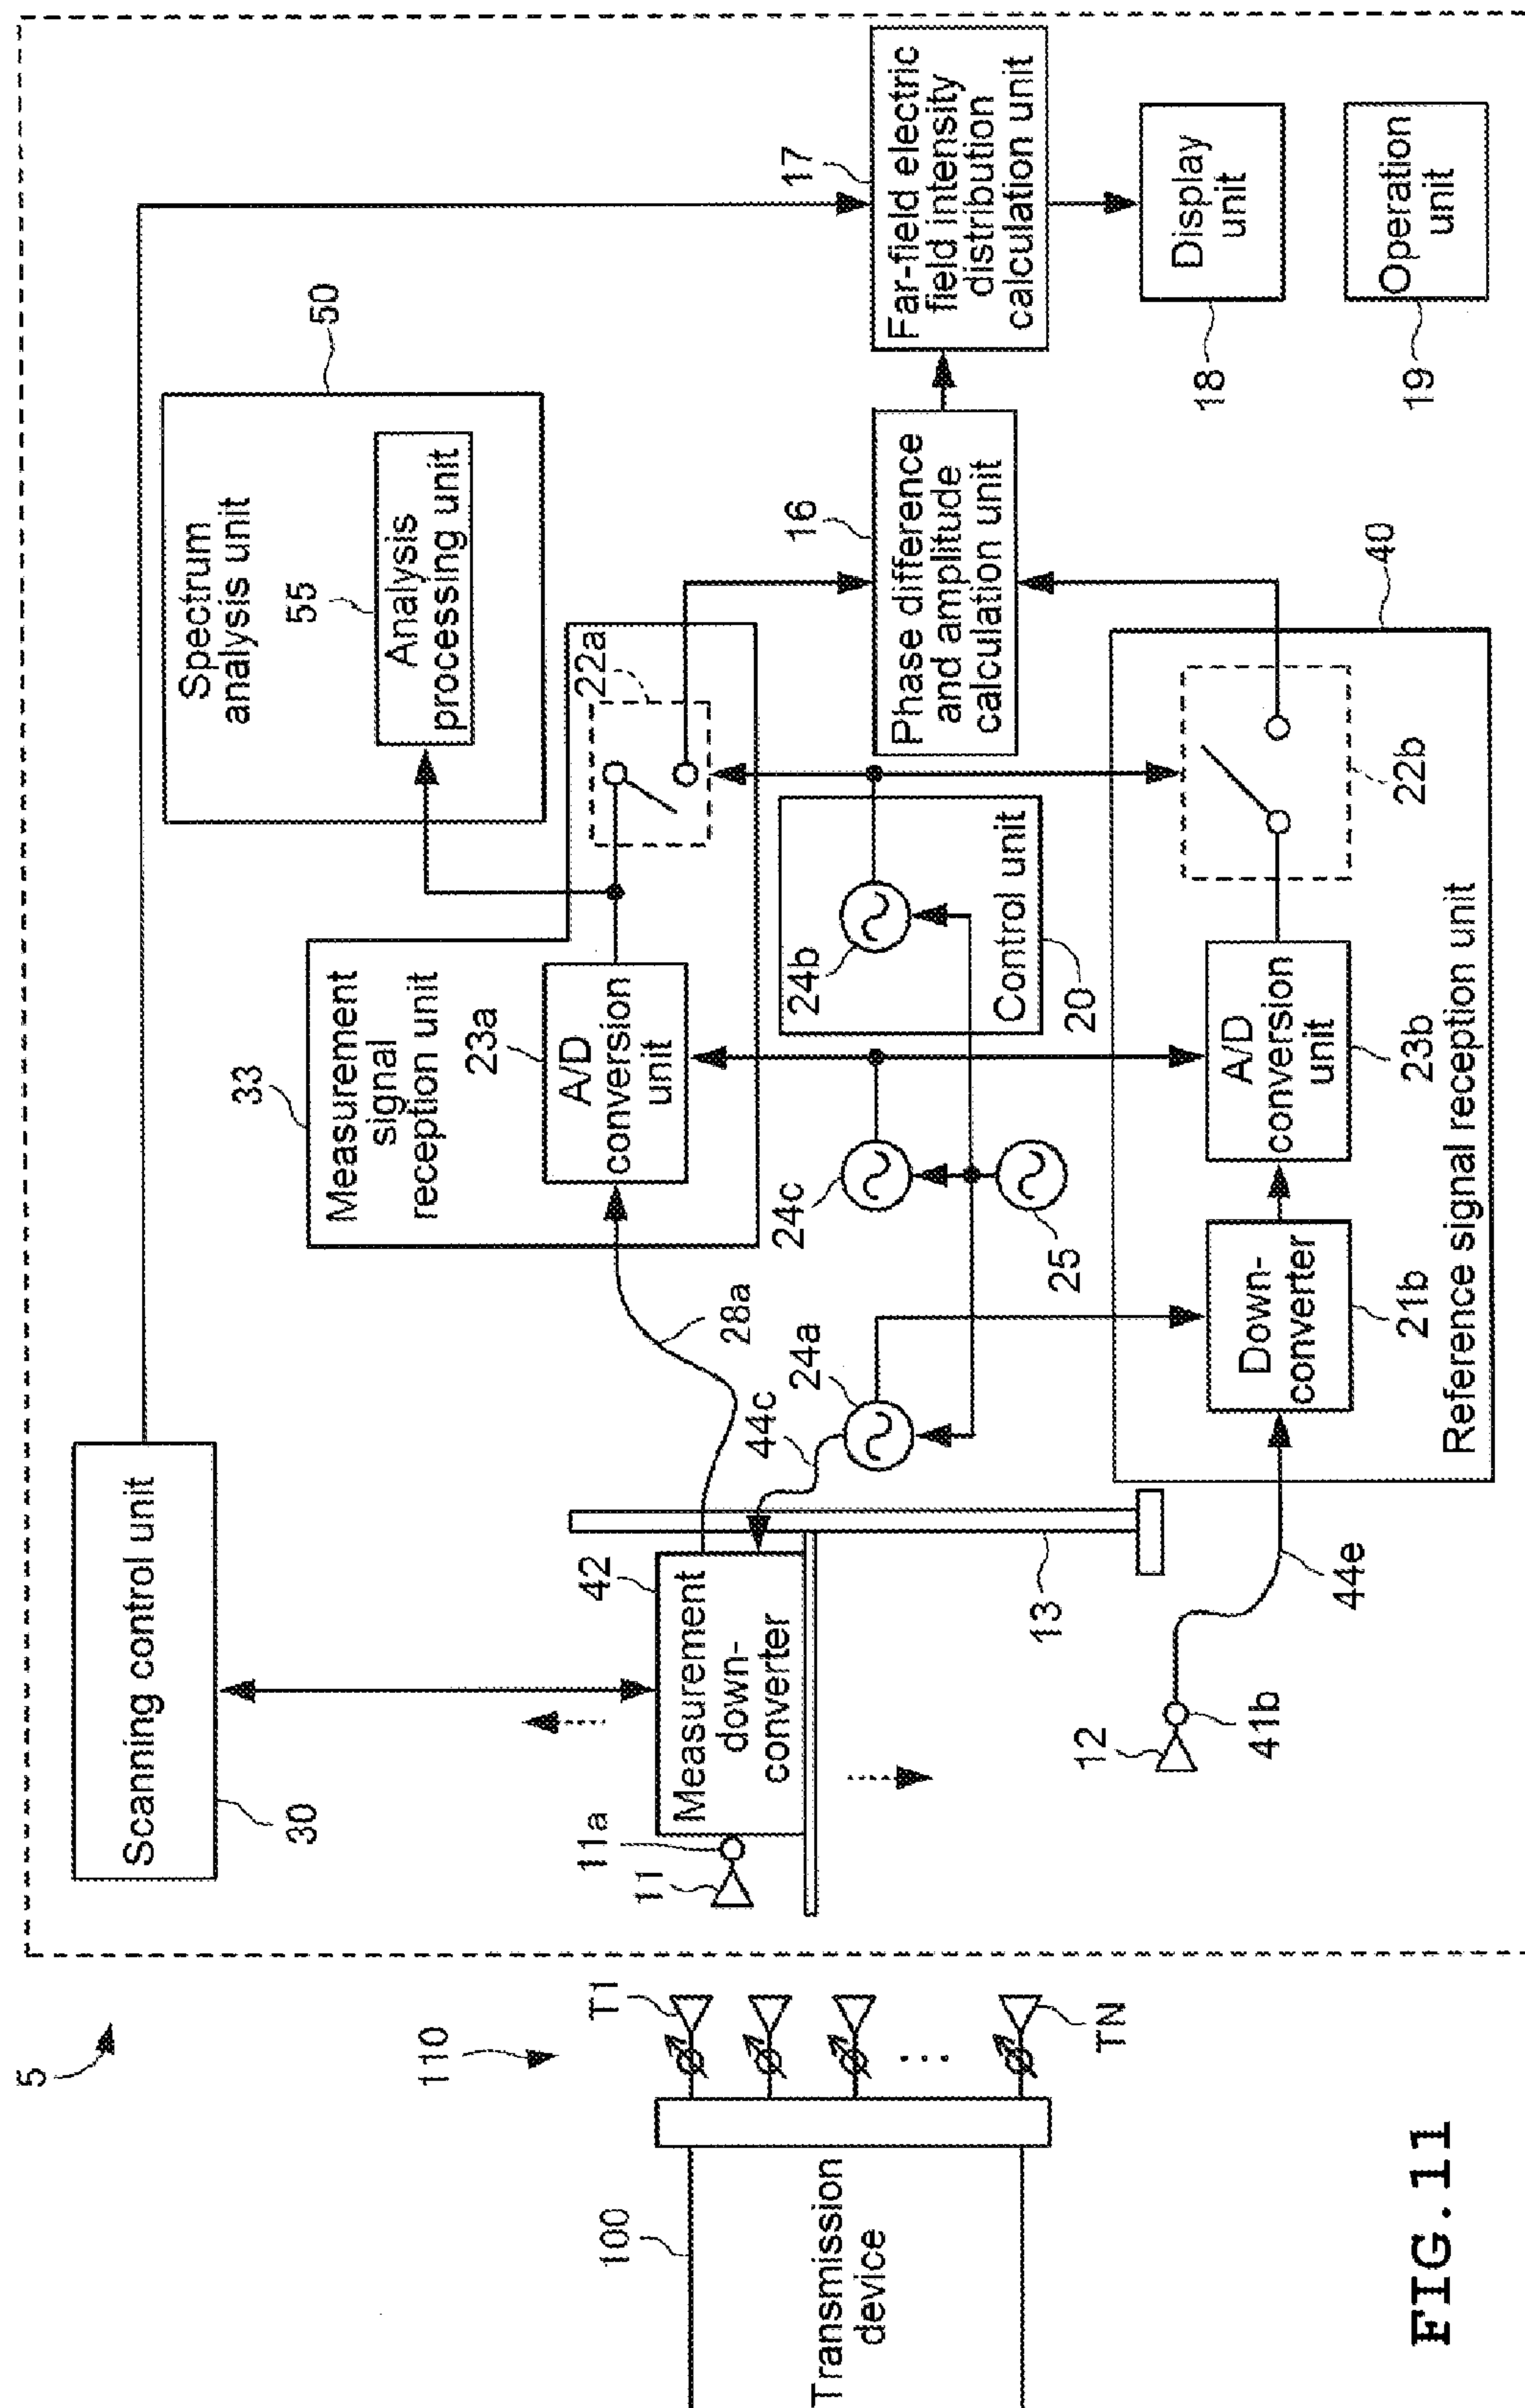 5
Scanning control unit
30
Spectrum
analysis unit
50
55
Analysis
processing unit
33
Measurement
signal
reception unit
23a
A/D
conversion
unit
22a
17
Far-field electric
field intensity
distribution
calculation unit
16
Phase difference
and amplitude
calculation unit
110
T1
TN
100
Transmission
device
11
11a
42
Measurement
down-
converter
28a
44c
24a
24c
25
24b
Control unit
20
13
12
41b
44e
40
Down-
converter
21b
A/D
conversion
unit
23b
22b
Reference signal reception unit
18
Display
unit
19
Operation
unit
FIG.11